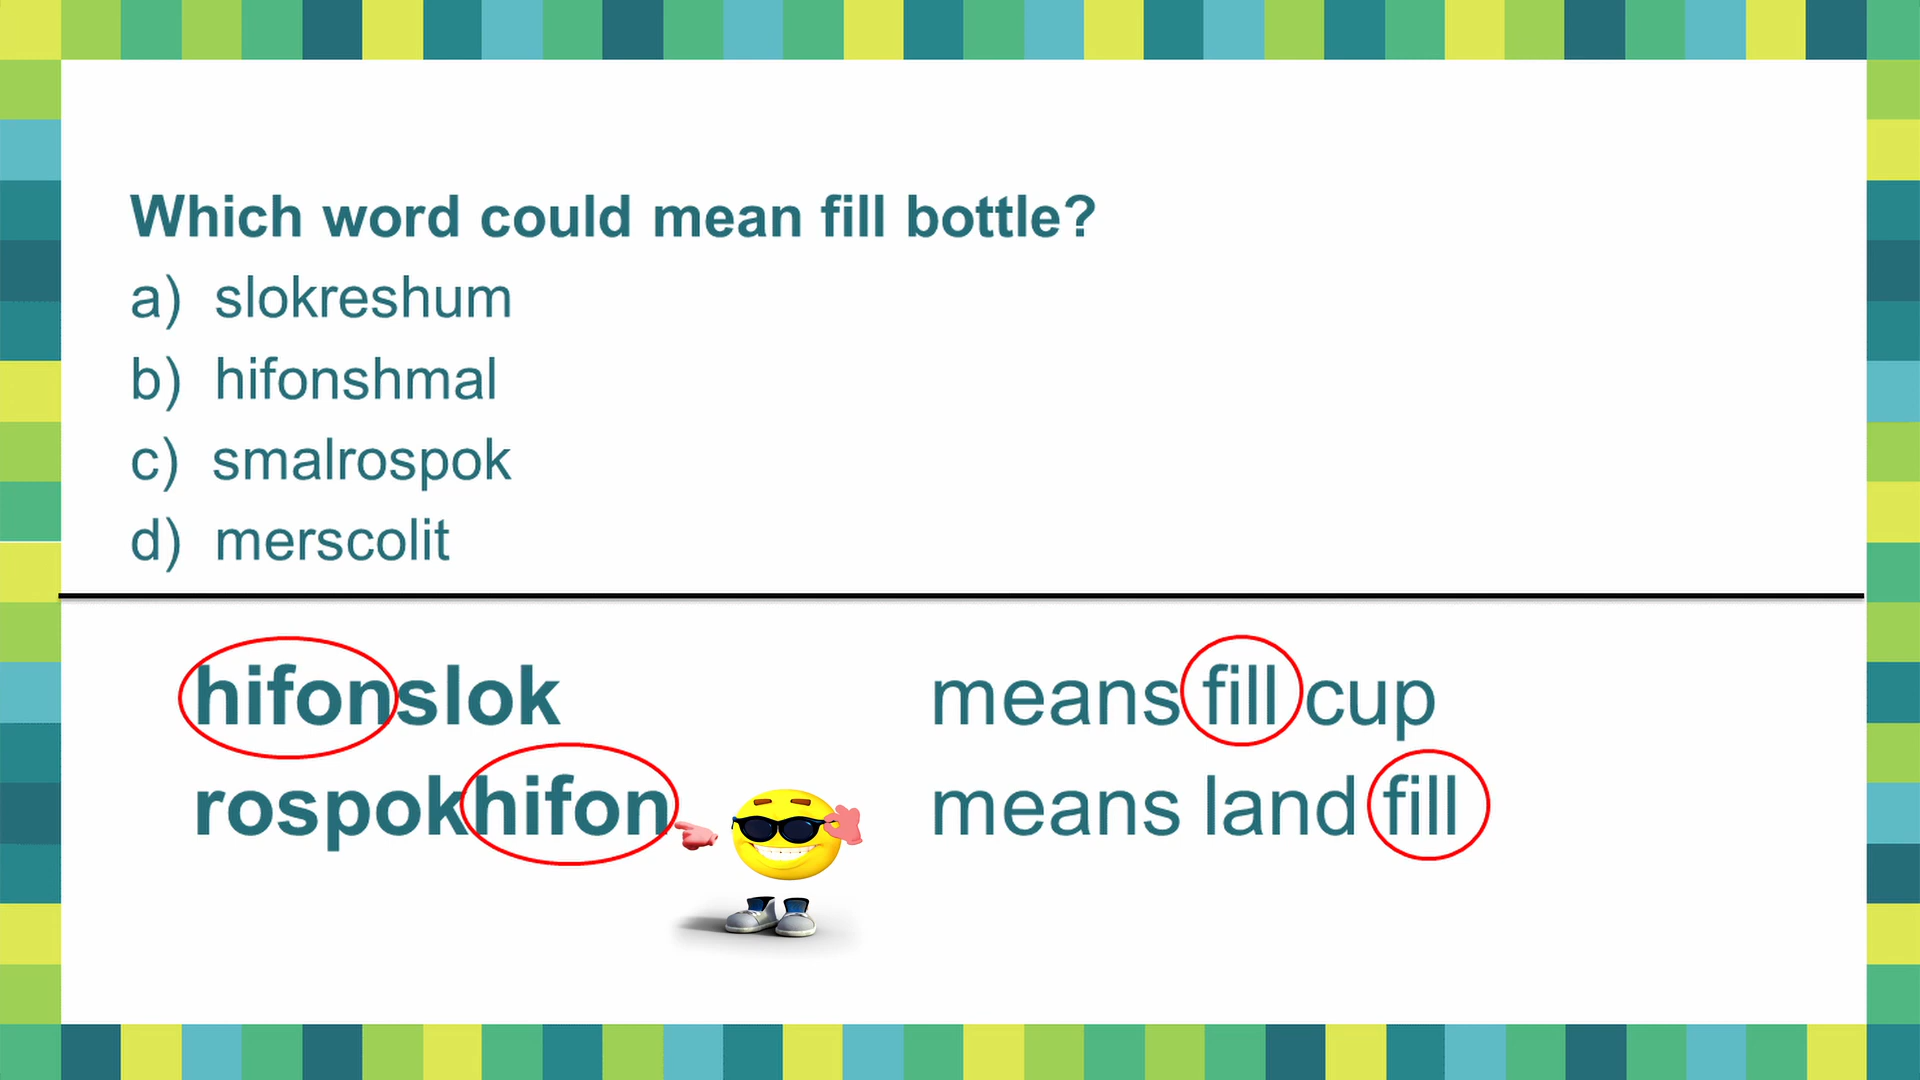 Which word could mean fill bottle?
a) slokreshum
b) hifonshmal
c) smalrospok
d) merscolit
hifonslok means fill cup
rospokhifon means land fill